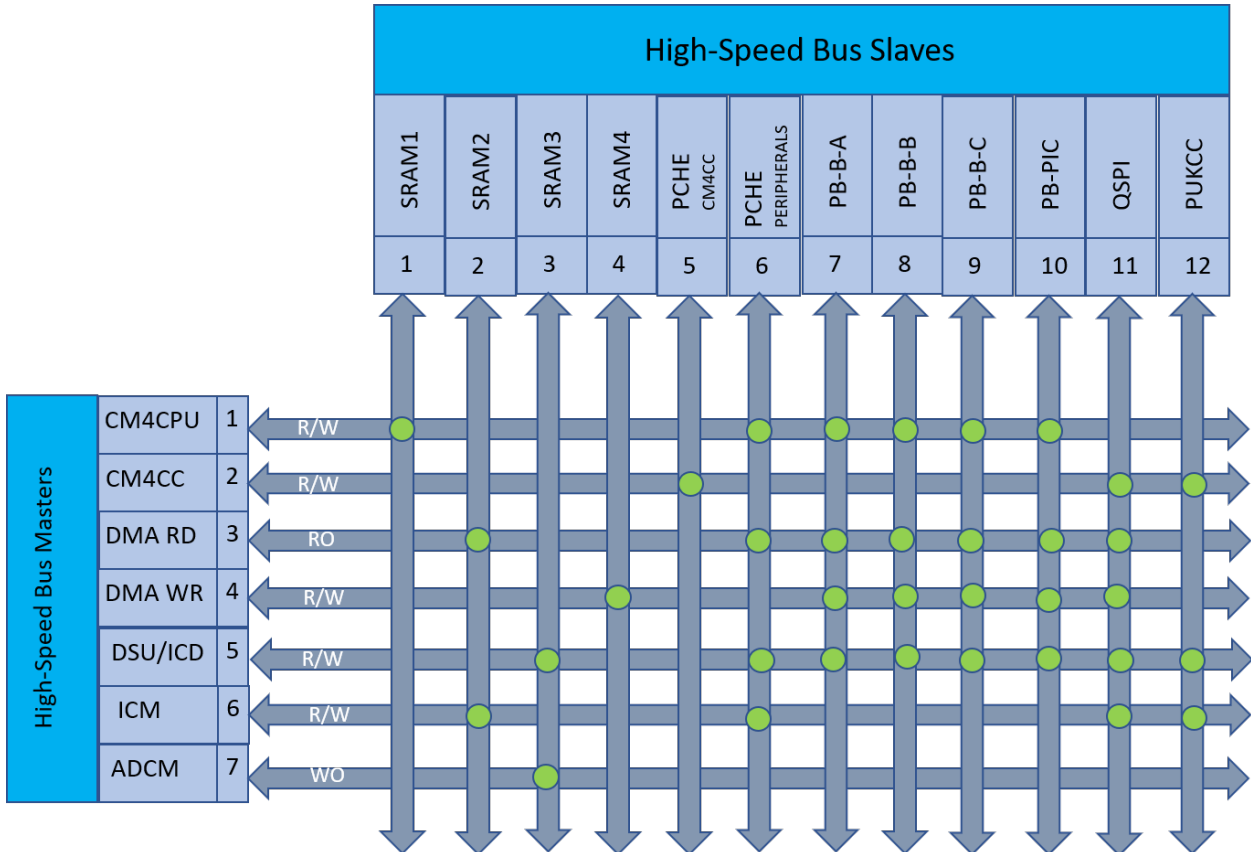 High-Speed Bus Slaves
SRAM1
SRAM2
SRAM3
SRAM4
PCHE
CM4CC
PCHE
PERIPHERALS
PB-B-A
PB-B-B
PB-B-C
PB-PIC
QSPI
PUKCC
1 2 3 4 5 6 7 8 9 10 11 12
High-Speed Bus Masters
CM4CPU 1 R/W
CM4CC 2 R/W
DMA RD 3 RO
DMA WR 4 R/W
DSU/ICD 5 R/W
ICM 6 R/W
ADCM 7 WO